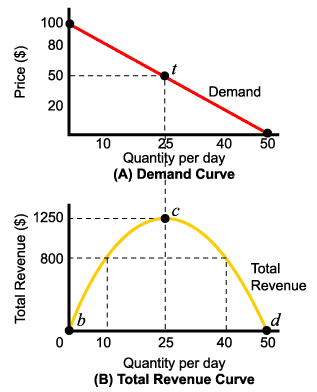 Price ($)
100
80
50
20
t
Demand
10
25
50
Quantity per day
(A) Demand Curve
Total Revenue ($)
1250
800
c
Total
Revenue
b
d
0
10
25
40
50
Quantity per day
(B) Total Revenue Curve